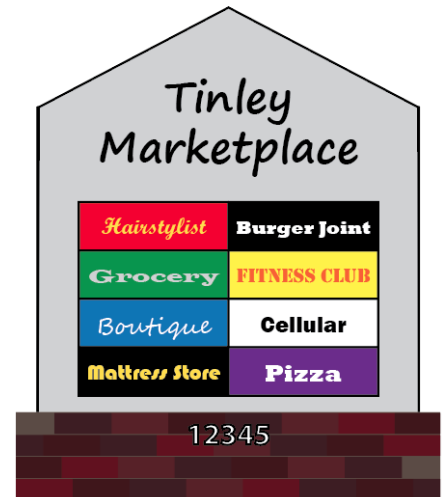 Tinley
Marketplace
Hairstylist
Burger Joint
Grocery
FITNESS CLUB
Boutique
Cellular
Mattress Store
Pizza
12345